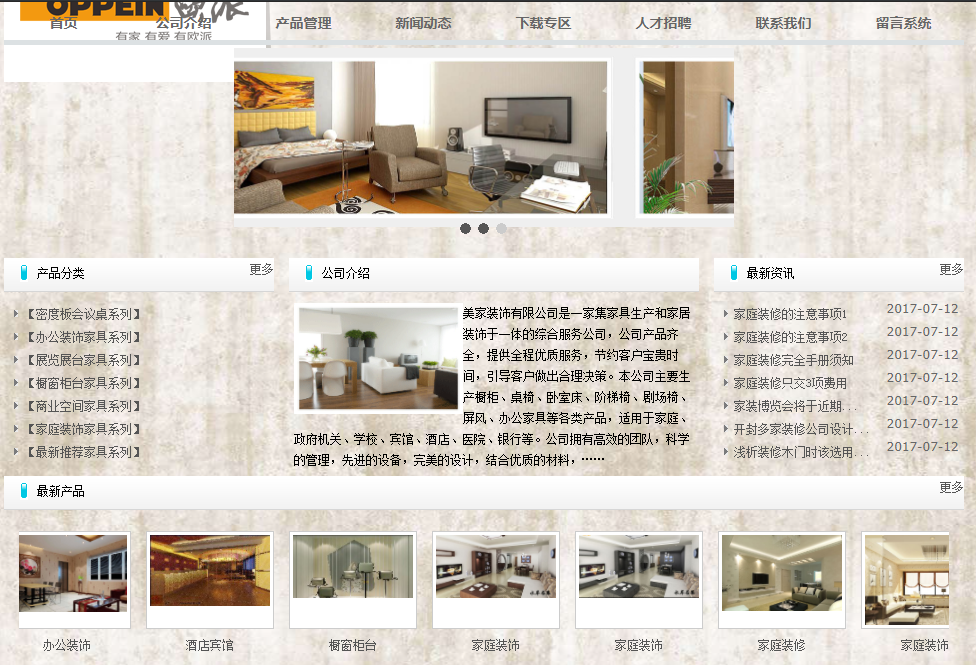 OPPEIN 欧派
首页 公司介绍 产品管理 新闻动态 下载专区 人才招聘 联系我们 留言系统
有家 有爱 有欧派
产品分类 更多
【密度板会议桌系列】
【办公装饰家具系列】
【展览展台家具系列】
【橱窗柜台家具系列】
【商业空间家具系列】
【家庭装饰家具系列】
【最新推荐家具系列】
公司介绍
美家装饰有限公司是一家集家具生产和家居
装饰于一体的综合服务公司，公司产品齐
全，提供全程优质服务，节约客户宝贵时
间，引导客户做出合理决策。本公司主要生
产橱柜、桌椅、卧室床、阶梯椅、剧场椅、
屏风、办公家具等各类产品，适用于家庭、
政府机关、学校、宾馆、酒店、医院、银行等。公司拥有高效的团队，科学
的管理，先进的设备，完美的设计，结合优质的材料，……
最新资讯 更多
家庭装修的注意事项1 2017-07-12
家庭装修的注意事项2 2017-07-12
家庭装修完全手册须知 2017-07-12
家庭装修只交3项费用 2017-07-12
家装博览会将于近期... 2017-07-12
开封多家装修公司设计... 2017-07-12
浅析装修木门时该选用... 2017-07-12
最新产品 更多
办公装饰 酒店宾馆 橱窗柜台 家庭装饰 家庭装饰 家庭装修 家庭装饰